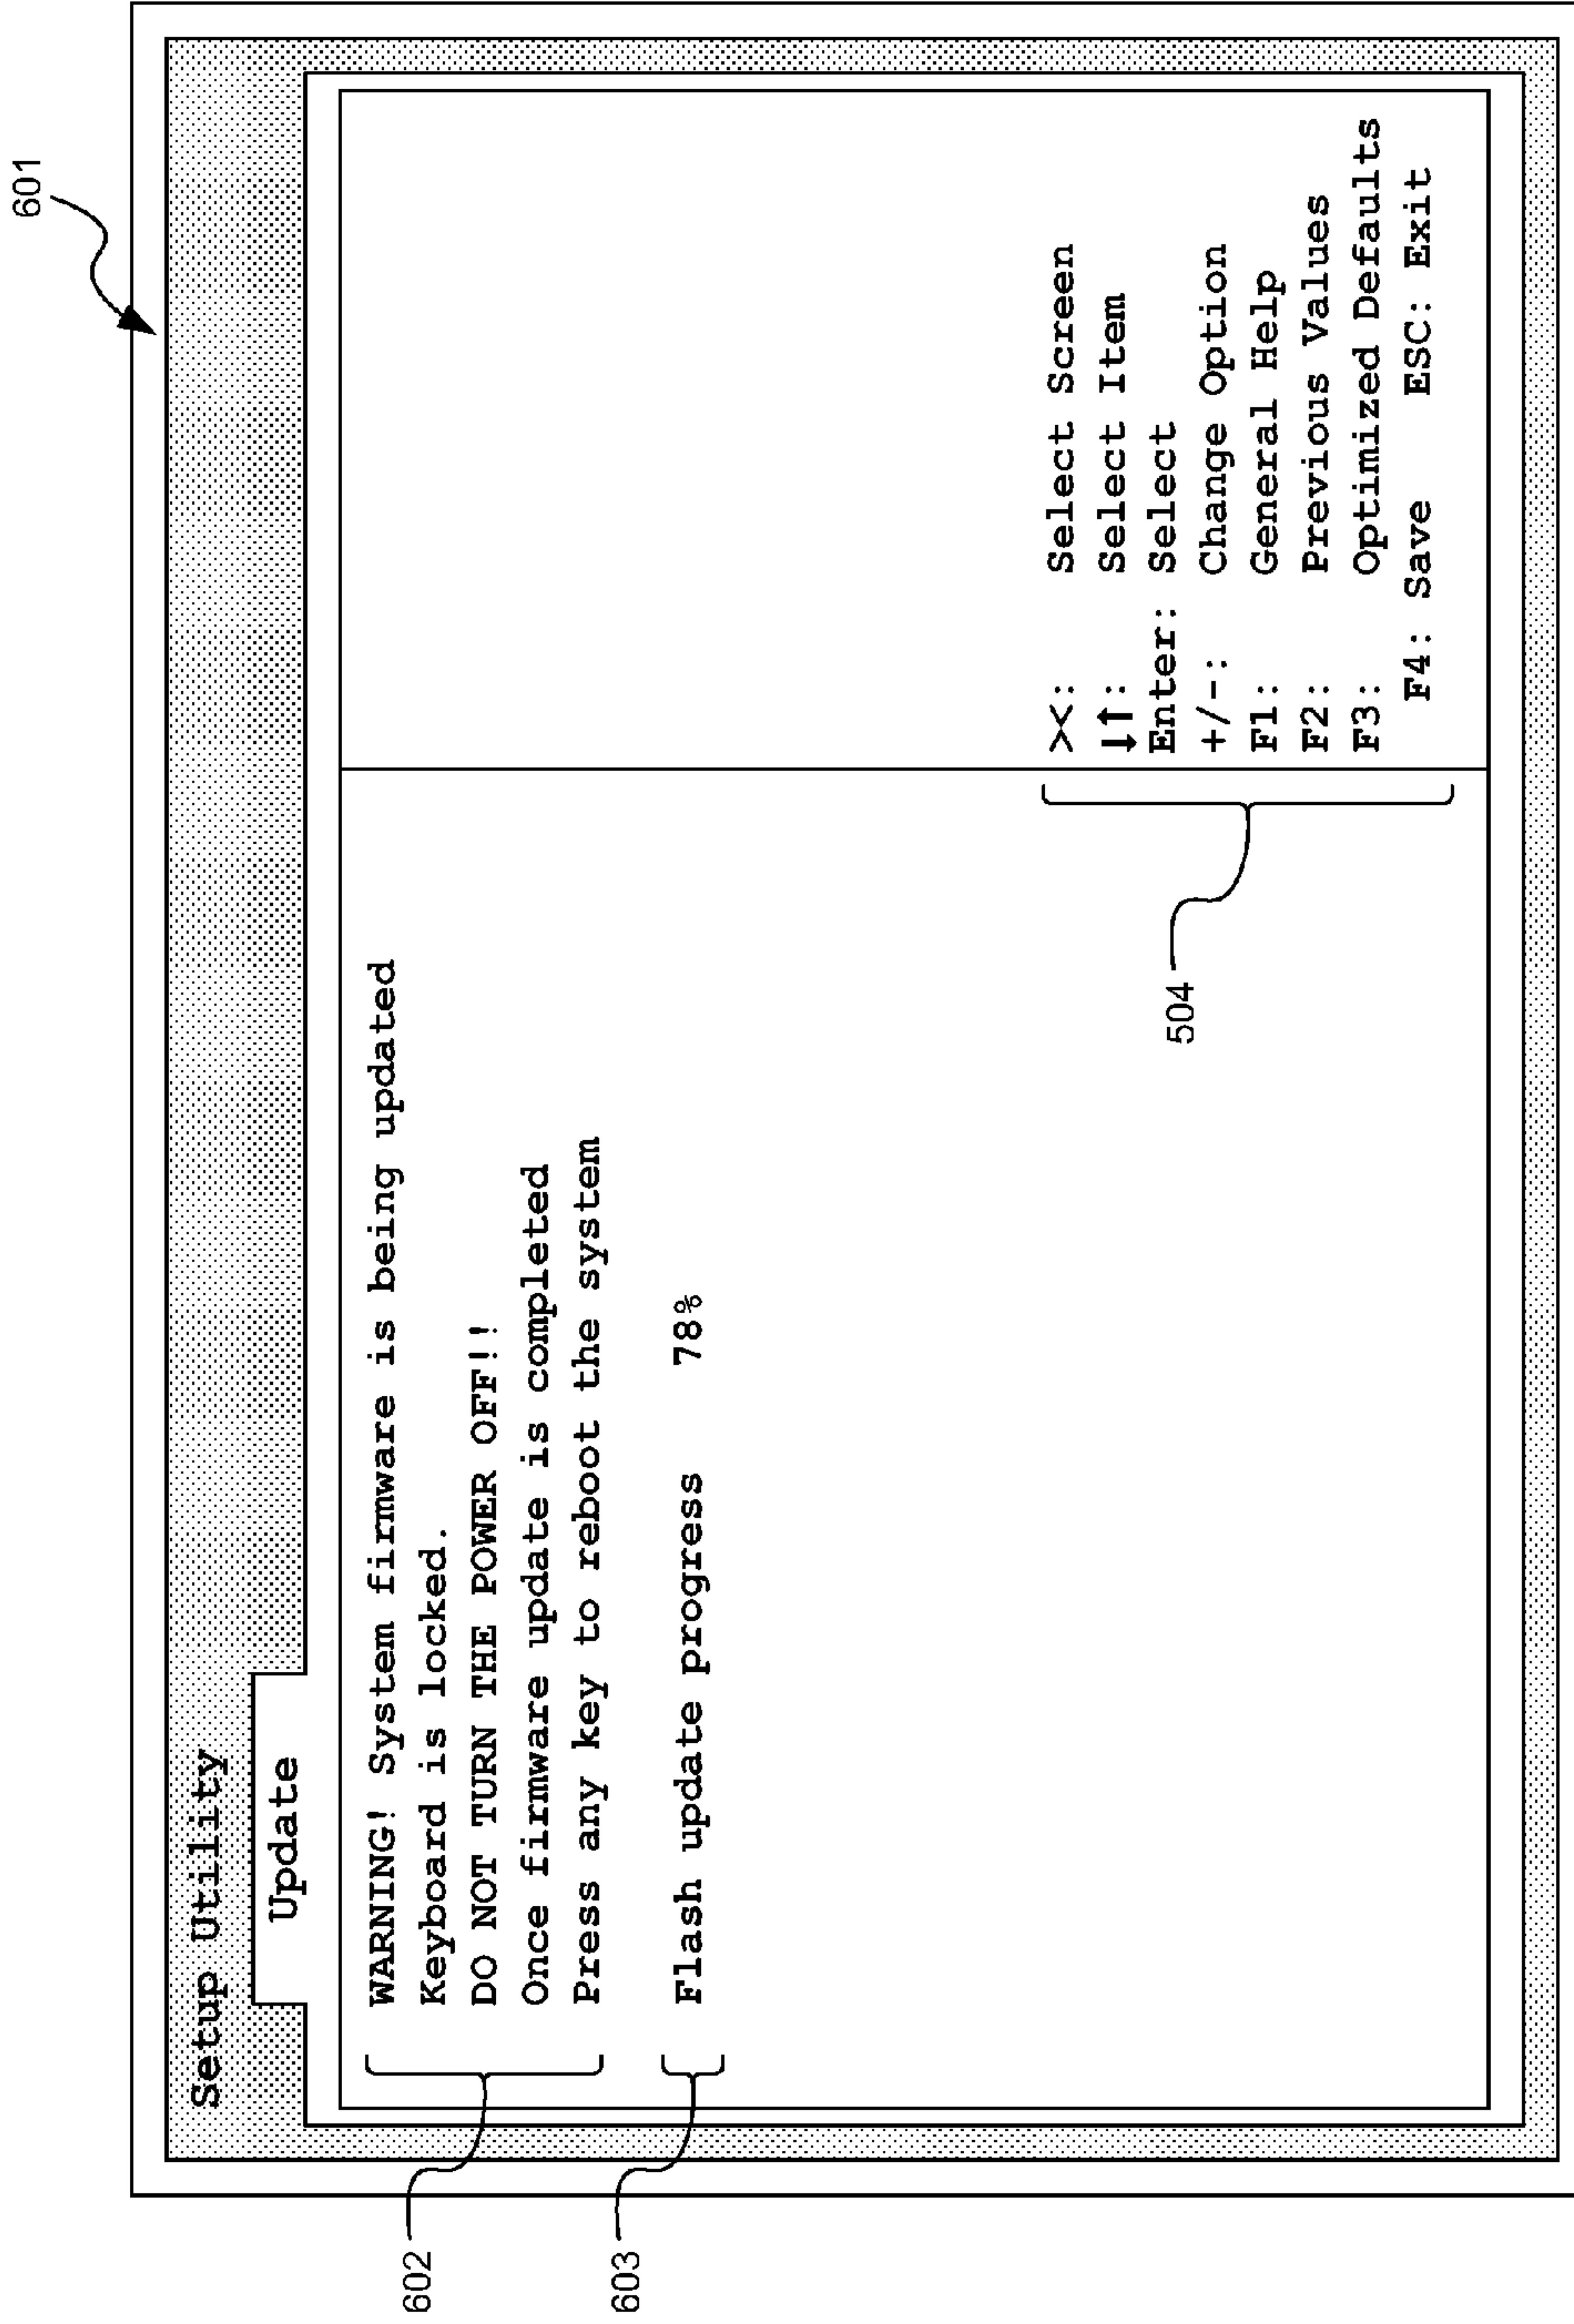 601
Setup Utility
Update
602
WARNING! System firmware is being updated
Keyboard is locked.
DO NOT TURN THE POWER OFF!!
Once firmware update is completed
Press any key to reboot the system
603
Flash update progress 78%
504
><: Select Screen
↓↑: Select Item
Enter: Select
+/-: Change Option
F1: General Help
F2: Previous Values
F3: Optimized Defaults
F4: Save ESC: Exit